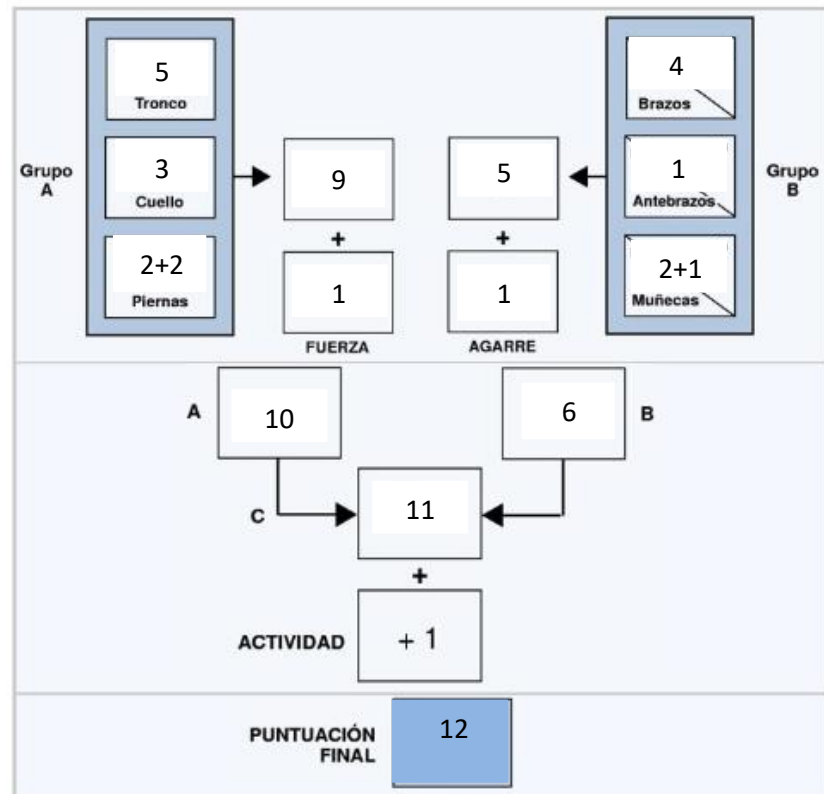 5
Tronco
Grupo
A
3
Cuello
2+2
Piernas
9
+
1
FUERZA
5
+
1
AGARRE
4
Brazos
1
Antebrazos
2+1
Muñecas
Grupo
B
A
10
6
B
C
11
+
ACTIVIDAD
+ 1
PUNTUACIÓN
FINAL
12